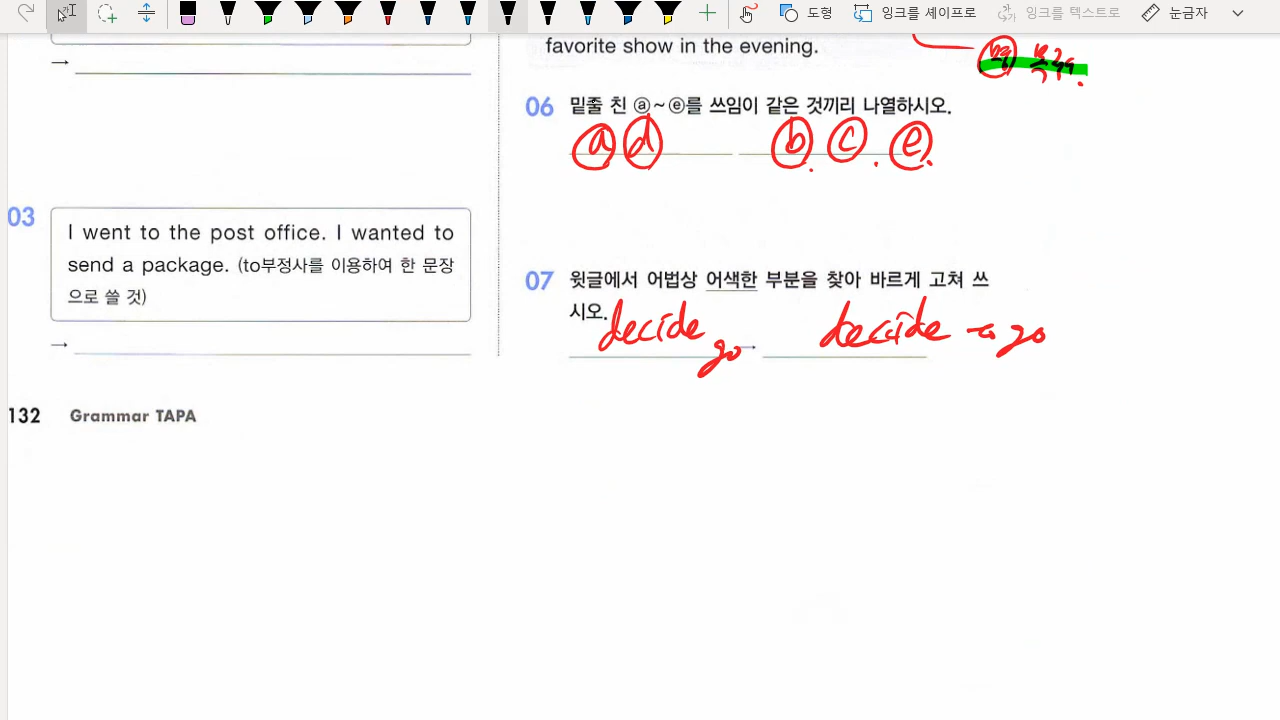 도형
잉크를 셰이프로
잉크를 텍스트로
눈금자
→
03
I went to the post office. I wanted to
send a package. (to부정사를 이용하여 한 문장
으로 쓸 것)
→
132 Grammar TAPA
favorite show in the evening.
06 밑줄 친 ⓐ~ⓔ를 쓰임이 같은 것끼리 나열하시오.
ⓐ ⓓ ⓑ. ⓒ. ⓔ.
07 윗글에서 어법상 어색한 부분을 찾아 바르게 고쳐 쓰
시오.
decide go → decide to go